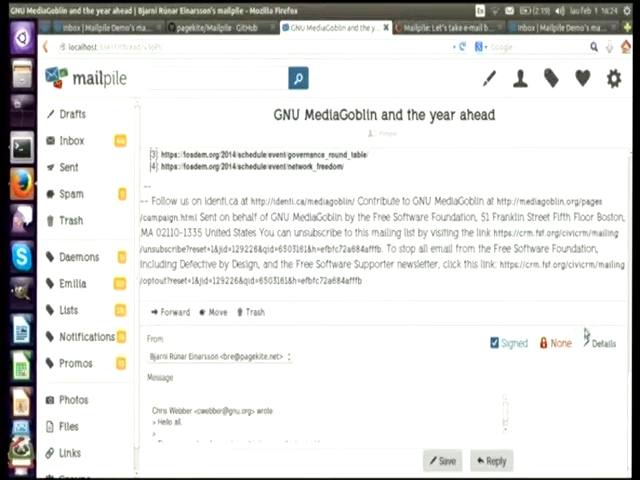 GNU MediaGoblin and the year ahead | Bjarni Rúnar Einarsson's mailpile - Mozilla Firefox
En
(2:19)
lau feb 1 16:24
Inbox | Mailpile Demo's ma...
pagekite/Mailpile · GitHub
GNU MediaGoblin and the y...
Mailpile: Let's take e-mail b...
Inbox | Mailpile Demo's ma...
localhost
Google
mailpile
Drafts
Inbox
Sent
Spam
Trash
Daemons
Emilia
Lists
Notifications
Promos
Photos
Files
Links
GNU MediaGoblin and the year ahead
[3]: https://fosdem.org/2014/schedule/event/governance_round_table/
[4]: https://fosdem.org/2014/schedule/event/network_freedom/
--
-- Follow us on identi.ca at http://identi.ca/mediagoblin/ Contribute to GNU MediaGoblin at http://mediagoblin.org/pages
/campaign.html Sent on behalf of GNU MediaGoblin by the Free Software Foundation, 51 Franklin Street Fifth Floor Boston,
MA 02110-1335 United States You can unsubscribe to this mailing list by visiting the link https://crm.fsf.org/civicrm/mailing
/unsubscribe?reset=1&jid=129226&qid=6503161&h=efbfc72a684afffb. To stop all email from the Free Software Foundation,
including Defective by Design, and the Free Software Supporter newsletter, click this link: https://crm.fsf.org/civicrm/mailing
/optout?reset=1&jid=129226&qid=6503161&h=efbfc72a684afffb
Forward Move Trash
From
Signed None Details
Bjarni Rúnar Einarsson <bre@pagekite.net>
Message
Chris Webber <cwebber@gnu.org> wrote:
> Hello all,
>
Save Reply